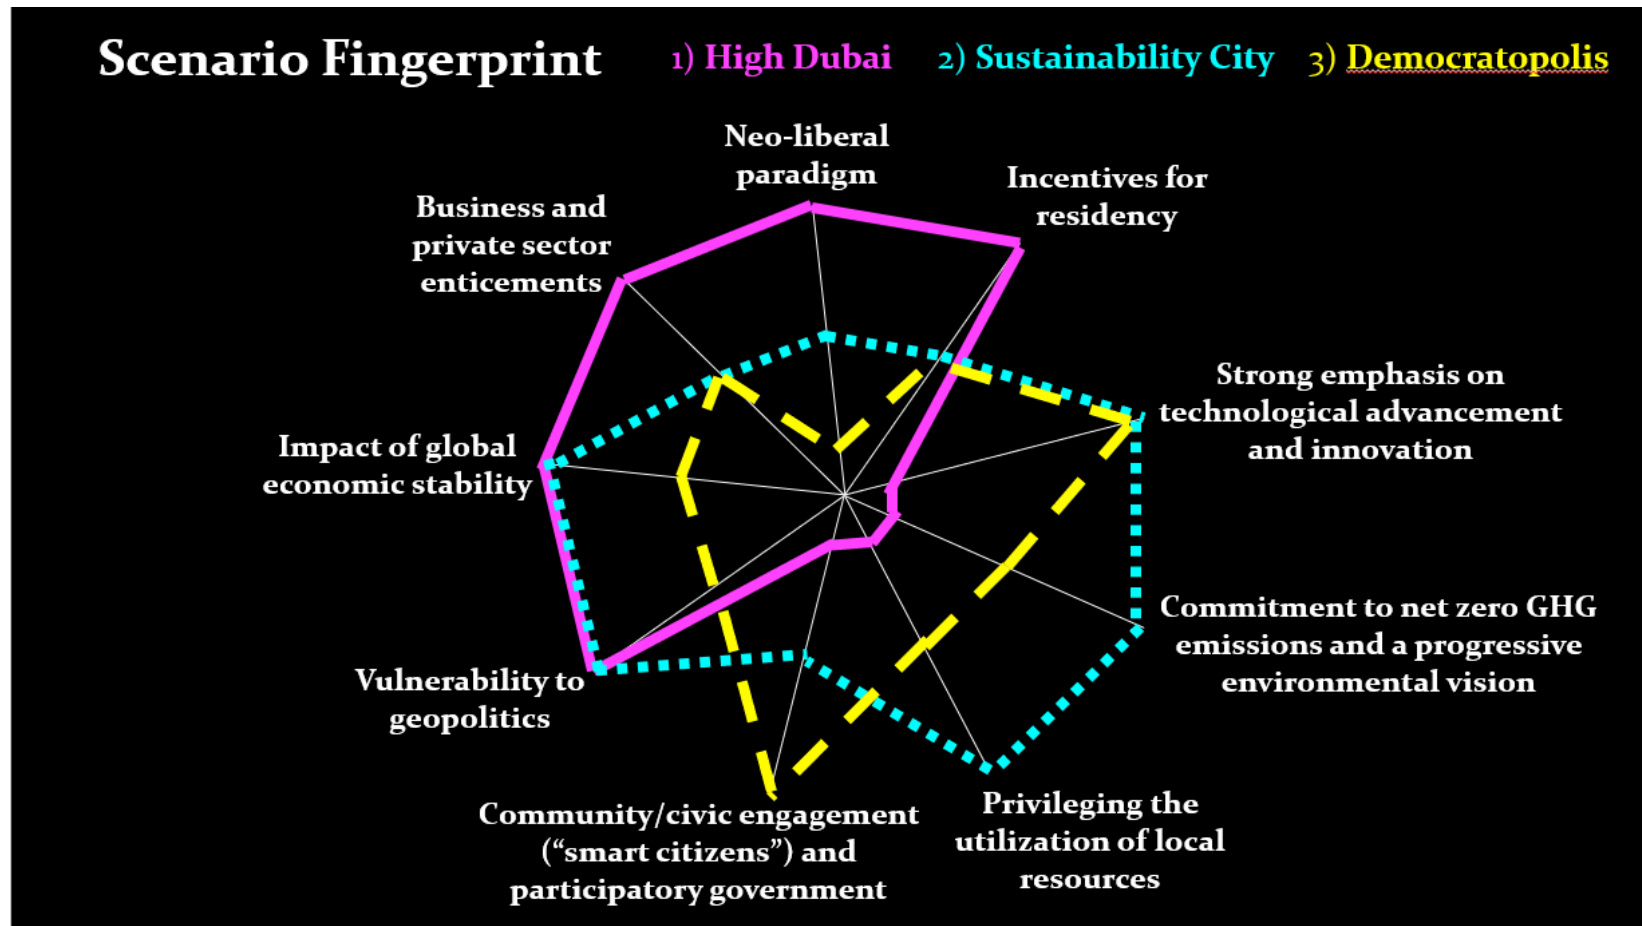 Scenario Fingerprint
1) High Dubai
2) Sustainability City
3) Democratopolis
Neo-liberal
paradigm
Incentives for
residency
Business and
private sector
enticements
Strong emphasis on
technological advancement
and innovation
Impact of global
economic stability
Commitment to net zero GHG
emissions and a progressive
environmental vision
Vulnerability to
geopolitics
Privileging the
utilization of local
resources
Community/civic engagement
(“smart citizens”) and
participatory government